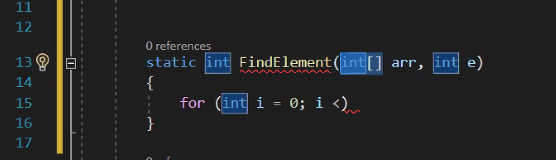 11
12
0 references
13 static int FindElement(int[] arr, int e)
14 {
15 for (int i = 0; i <)
16 }
17